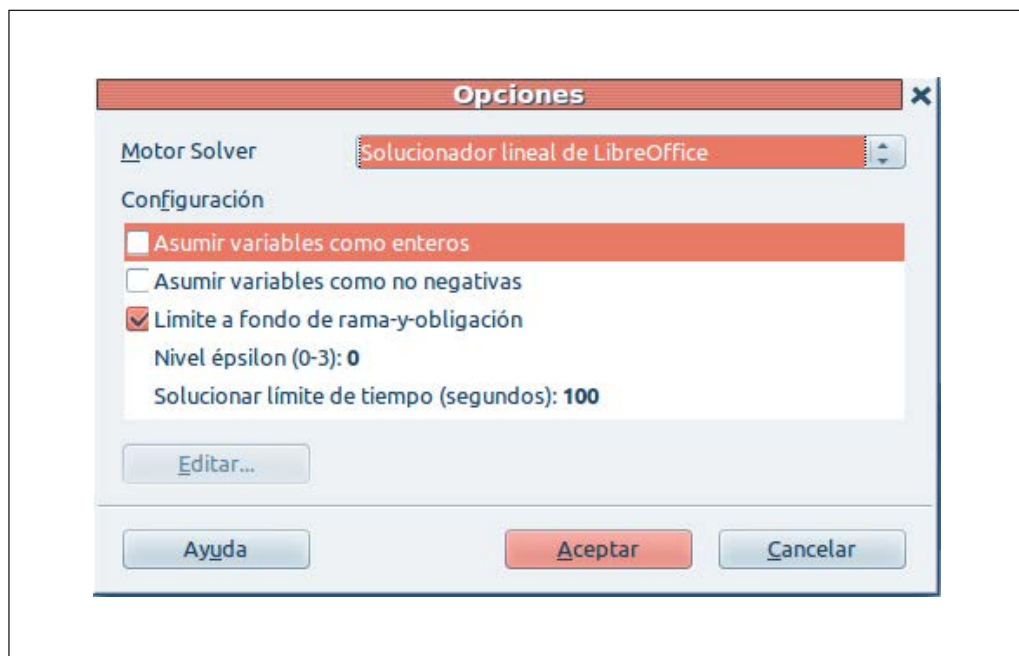 Opciones
Motor Solver
Solucionador lineal de LibreOffice
Configuración
Asumir variables como enteros
Asumir variables como no negativas
Limite a fondo de rama-y-obligación
Nivel épsilon (0-3): 0
Solucionar límite de tiempo (segundos): 100
Editar...
Ayuda
Aceptar
Cancelar